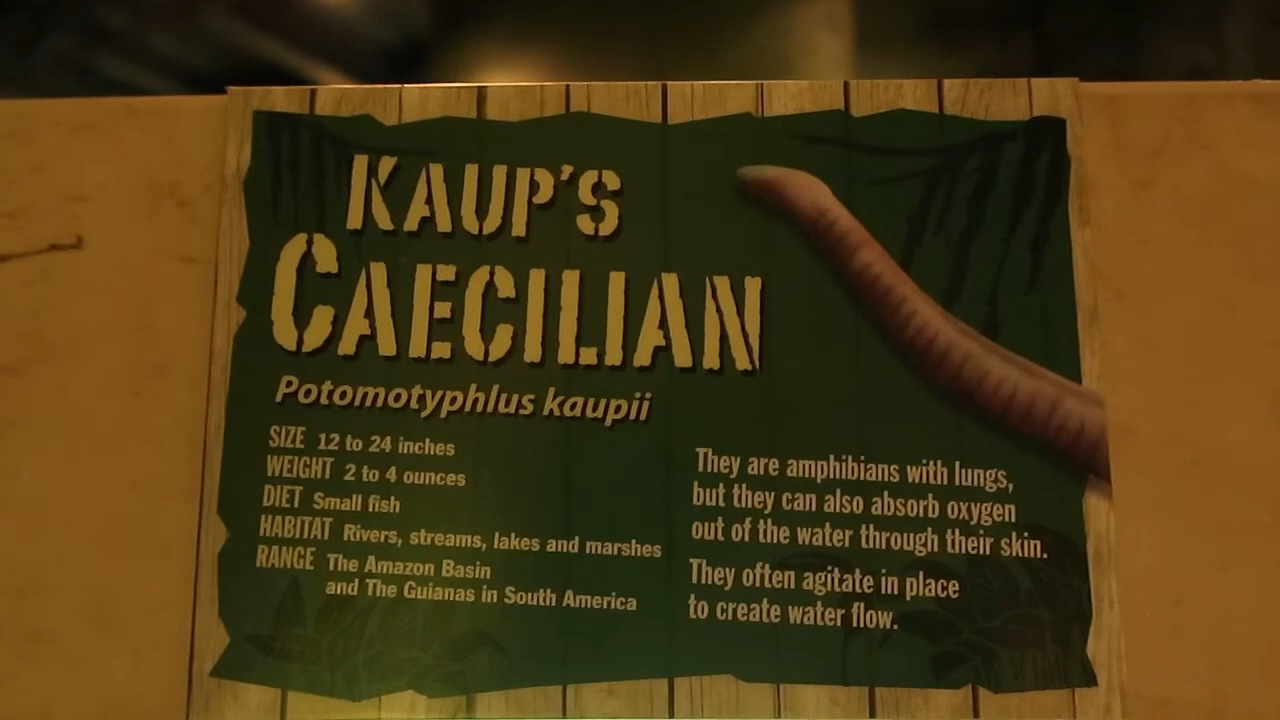 KAUP'S
CAECILIAN
Potomotyphlus kaupii
SIZE 12 to 24 inches
WEIGHT 2 to 4 ounces
DIET Small fish
HABITAT Rivers, streams, lakes and marshes
RANGE The Amazon Basin
and The Guianas in South America
They are amphibians with lungs,
but they can also absorb oxygen
out of the water through their skin.
They often agitate in place
to create water flow.